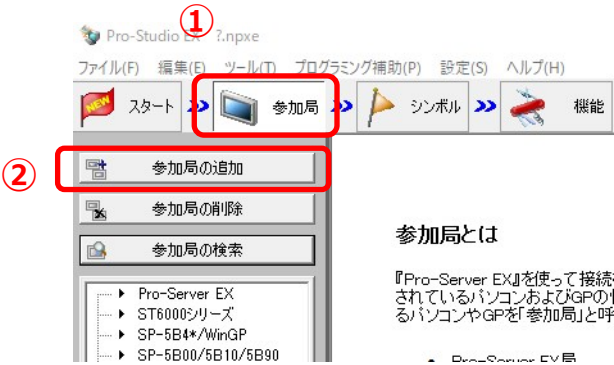 ①
Pro-Studio EX ?.npxe
ファイル(F) 編集(E) ツール(T) プログラミング補助(P) 設定(S) ヘルプ(H)
NEW スタート 参加局 シンボル 機能
②
参加局の追加
参加局の削除
参加局の検索
参加局とは
『Pro-Server EX』を使って接続
されているパソコンおよびGPの
るパソコンやGPを「参加局」と呼
Pro-Server EX
ST6000シリーズ
SP-5B4*/WinGP
SP-5B00/5B10/5B90
Pro-Server EX局